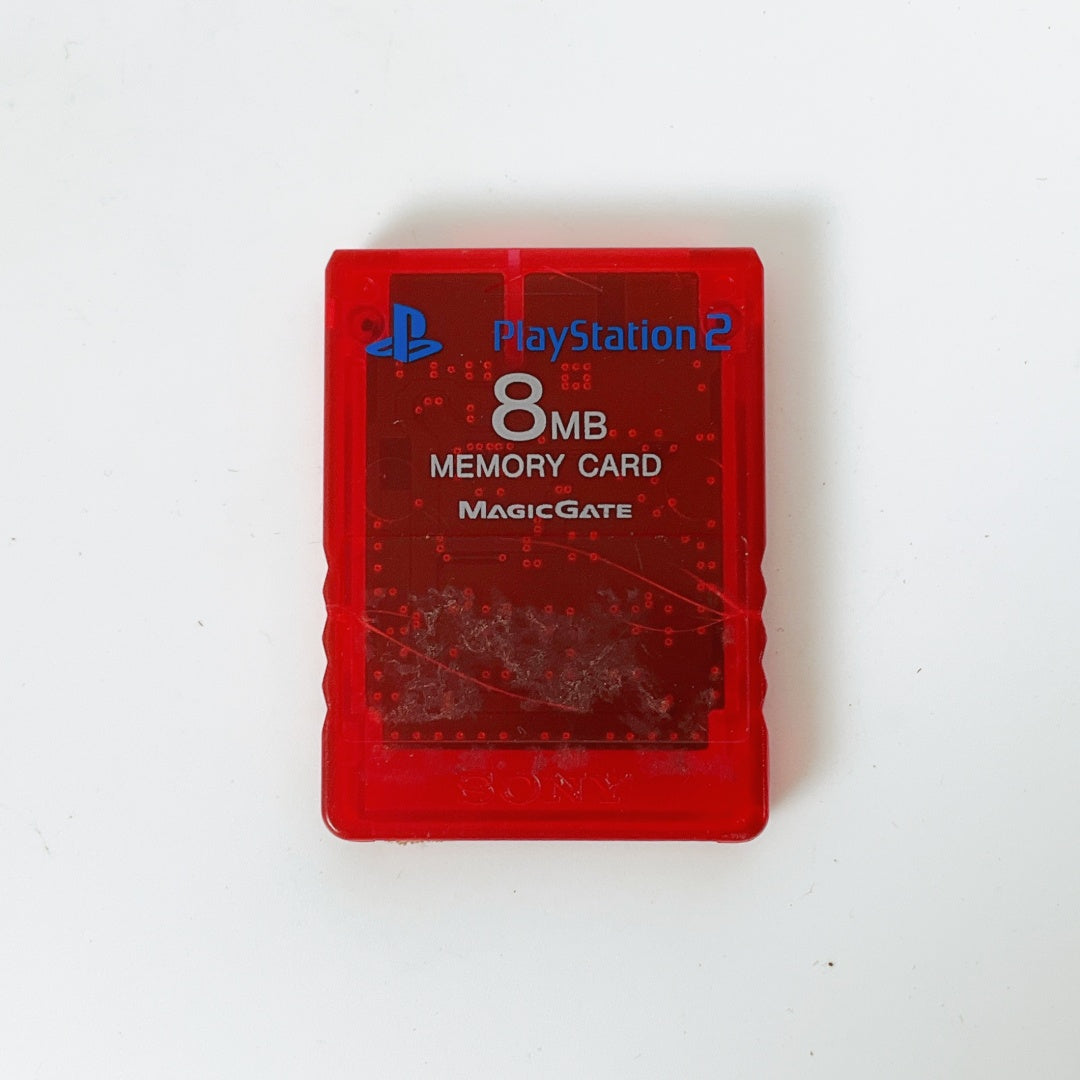 PlayStation 2
8MB
MEMORY CARD
MAGICGATE
SONY